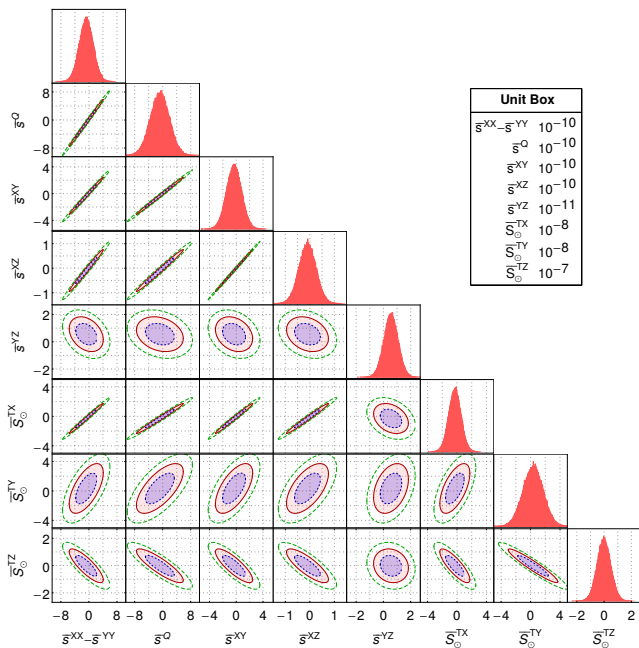 8
0
−8
s̄^Q
4
0
−4
s̄^XY
1
0
−1
s̄^XZ
2
0
−2
s̄^YZ
4
0
−4
S̄_⊙^TX
4
0
−4
S̄_⊙^TY
2
0
−2
S̄_⊙^TZ
Unit Box
s̄^XX−s̄^YY 10^−10
s̄^Q 10^−10
s̄^XY 10^−10
s̄^XZ 10^−10
s̄^YZ 10^−11
S̄_⊙^TX 10^−8
S̄_⊙^TY 10^−8
S̄_⊙^TZ 10^−7
−8 0 8 −8 0 8 −4 0 4 −1 0 1 −2 0 2 −4 0 4 −4 0 4 −2 0 2
s̄^XX−s̄^YY s̄^Q s̄^XY s̄^XZ s̄^YZ S̄_⊙^TX S̄_⊙^TY S̄_⊙^TZ